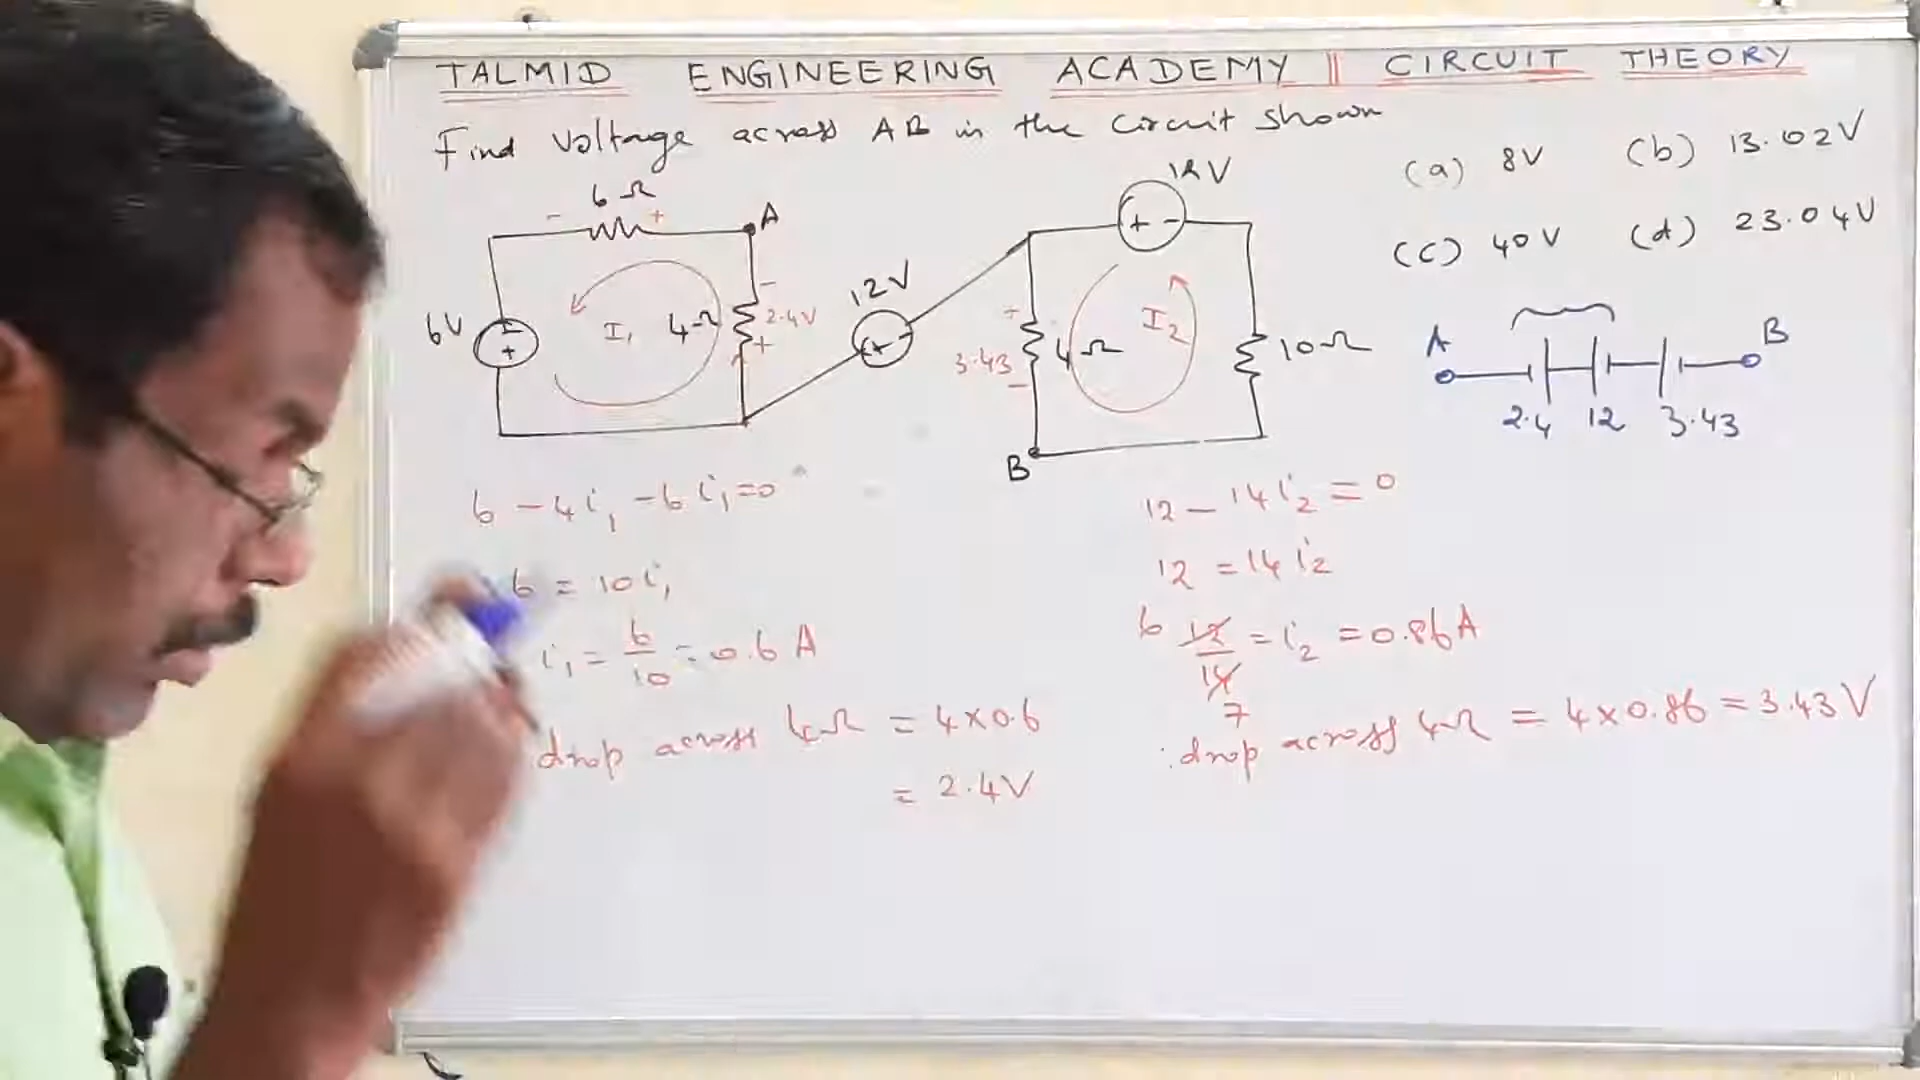 TALMID ENGINEERING ACADEMY || CIRCUIT THEORY
Find Voltage across AB in the circuit shown
(a) 8V (b) 13.02V
(c) 40V (d) 23.04V
6Ω
- +
A
6V
+
I₁
4Ω
-
2.4V
+
12V
+
12V
+ -
+
3.43
-
4Ω
I₂
10Ω
B
A B
2.4 12 3.43
6 - 4i₁ - 6i₁ = 0
6 = 10i₁
i₁ = 6/10 = 0.6 A
drop across 4Ω = 4×0.6
= 2.4V
12 - 14i₂ = 0
12 = 14i₂
6 12/14 = i₂ = 0.86A
7
drop across 4Ω = 4×0.86 = 3.43V